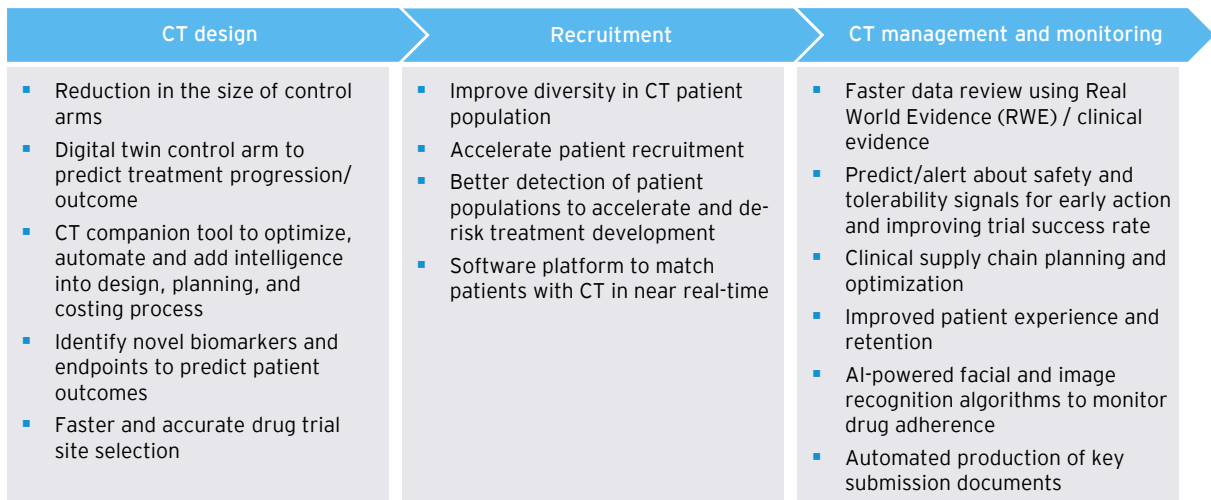 CT design
Reduction in the size of control
arms
Digital twin control arm to
predict treatment progression/
outcome
CT companion tool to optimize,
automate and add intelligence
into design, planning, and
costing process
Identify novel biomarkers and
endpoints to predict patient
outcomes
Faster and accurate drug trial
site selection
Recruitment
Improve diversity in CT patient
population
Accelerate patient recruitment
Better detection of patient
populations to accelerate and de-
risk treatment development
Software platform to match
patients with CT in near real-time
CT management and monitoring
Faster data review using Real
World Evidence (RWE) / clinical
evidence
Predict/alert about safety and
tolerability signals for early action
and improving trial success rate
Clinical supply chain planning and
optimization
Improved patient experience and
retention
AI-powered facial and image
recognition algorithms to monitor
drug adherence
Automated production of key
submission documents